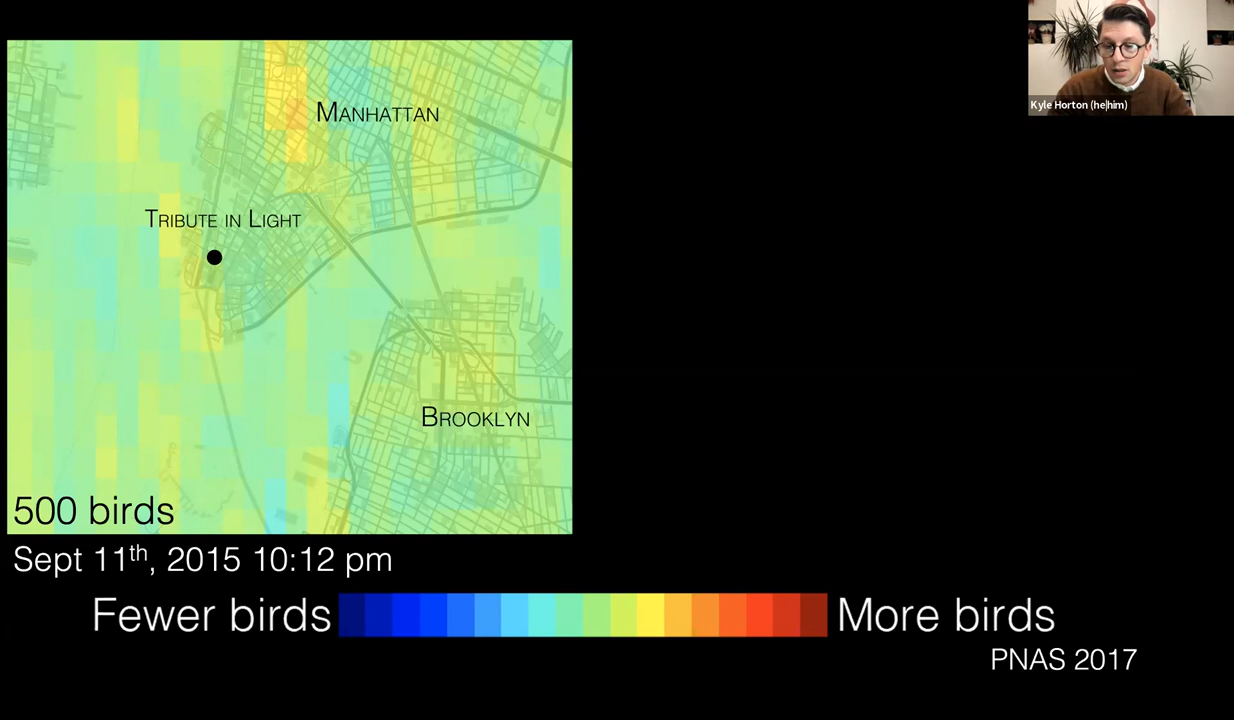 Kyle Horton (he|him)
MANHATTAN
TRIBUTE IN LIGHT
BROOKLYN
500 birds
Sept 11th, 2015 10:12 pm
Fewer birds
More birds
PNAS 2017